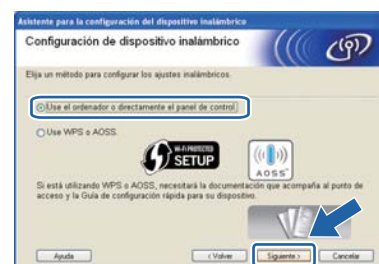 Asistente para la configuración del dispositivo inalámbrico
Configuración de dispositivo inalámbrico
Elija un método para configurar los ajustes inalámbricos.
Use el ordenador o directamente el panel de control.
Use WPS o AOSS.
Wi-Fi PROTECTED
SETUP
AOSS
Si está utilizando WPS o AOSS, necesitará la documentación que acompaña al punto de
acceso y la Guía de configuración rápida para su dispositivo.
Ayuda
< Volver
Siguiente >
Cancelar